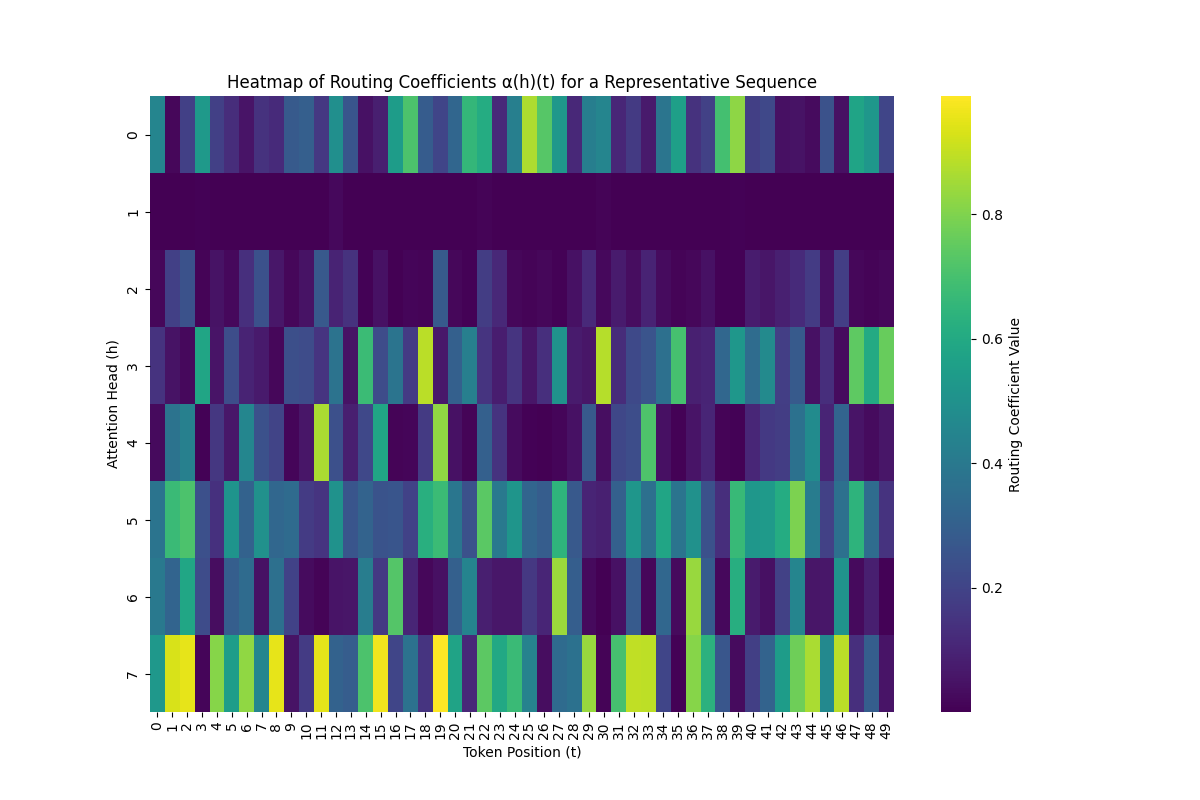 Heatmap of Routing Coefficients α(h)(t) for a Representative Sequence
Attention Head (h)
0
1
2
3
4
5
6
7
0 1 2 3 4 5 6 7 8 9 10 11 12 13 14 15 16 17 18 19 20 21 22 23 24 25 26 27 28 29 30 31 32 33 34 35 36 37 38 39 40 41 42 43 44 45 46 47 48 49
Token Position (t)
0.8
0.6
0.4
0.2
Routing Coefficient Value